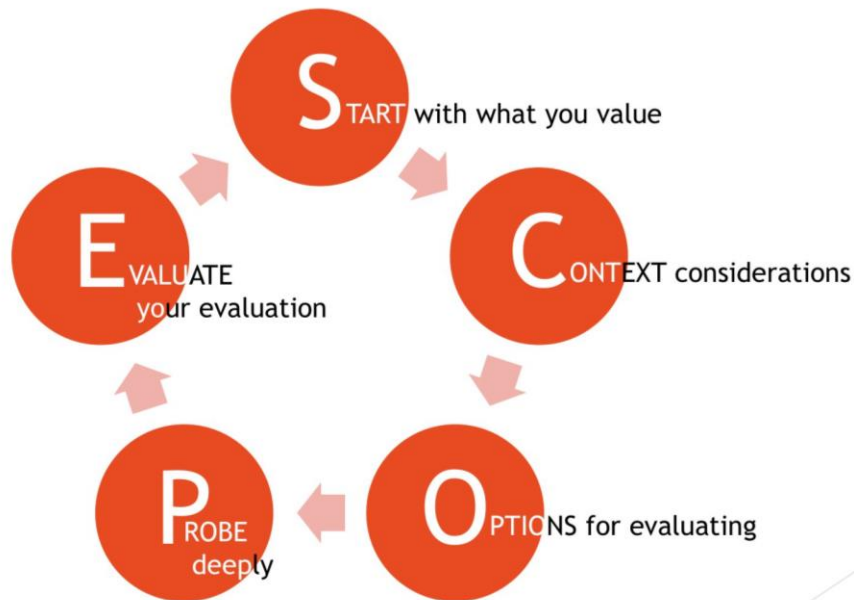 START with what you value
CONTEXT considerations
OPTIONS for evaluating
PROBE
deeply
EVALUATE
your evaluation